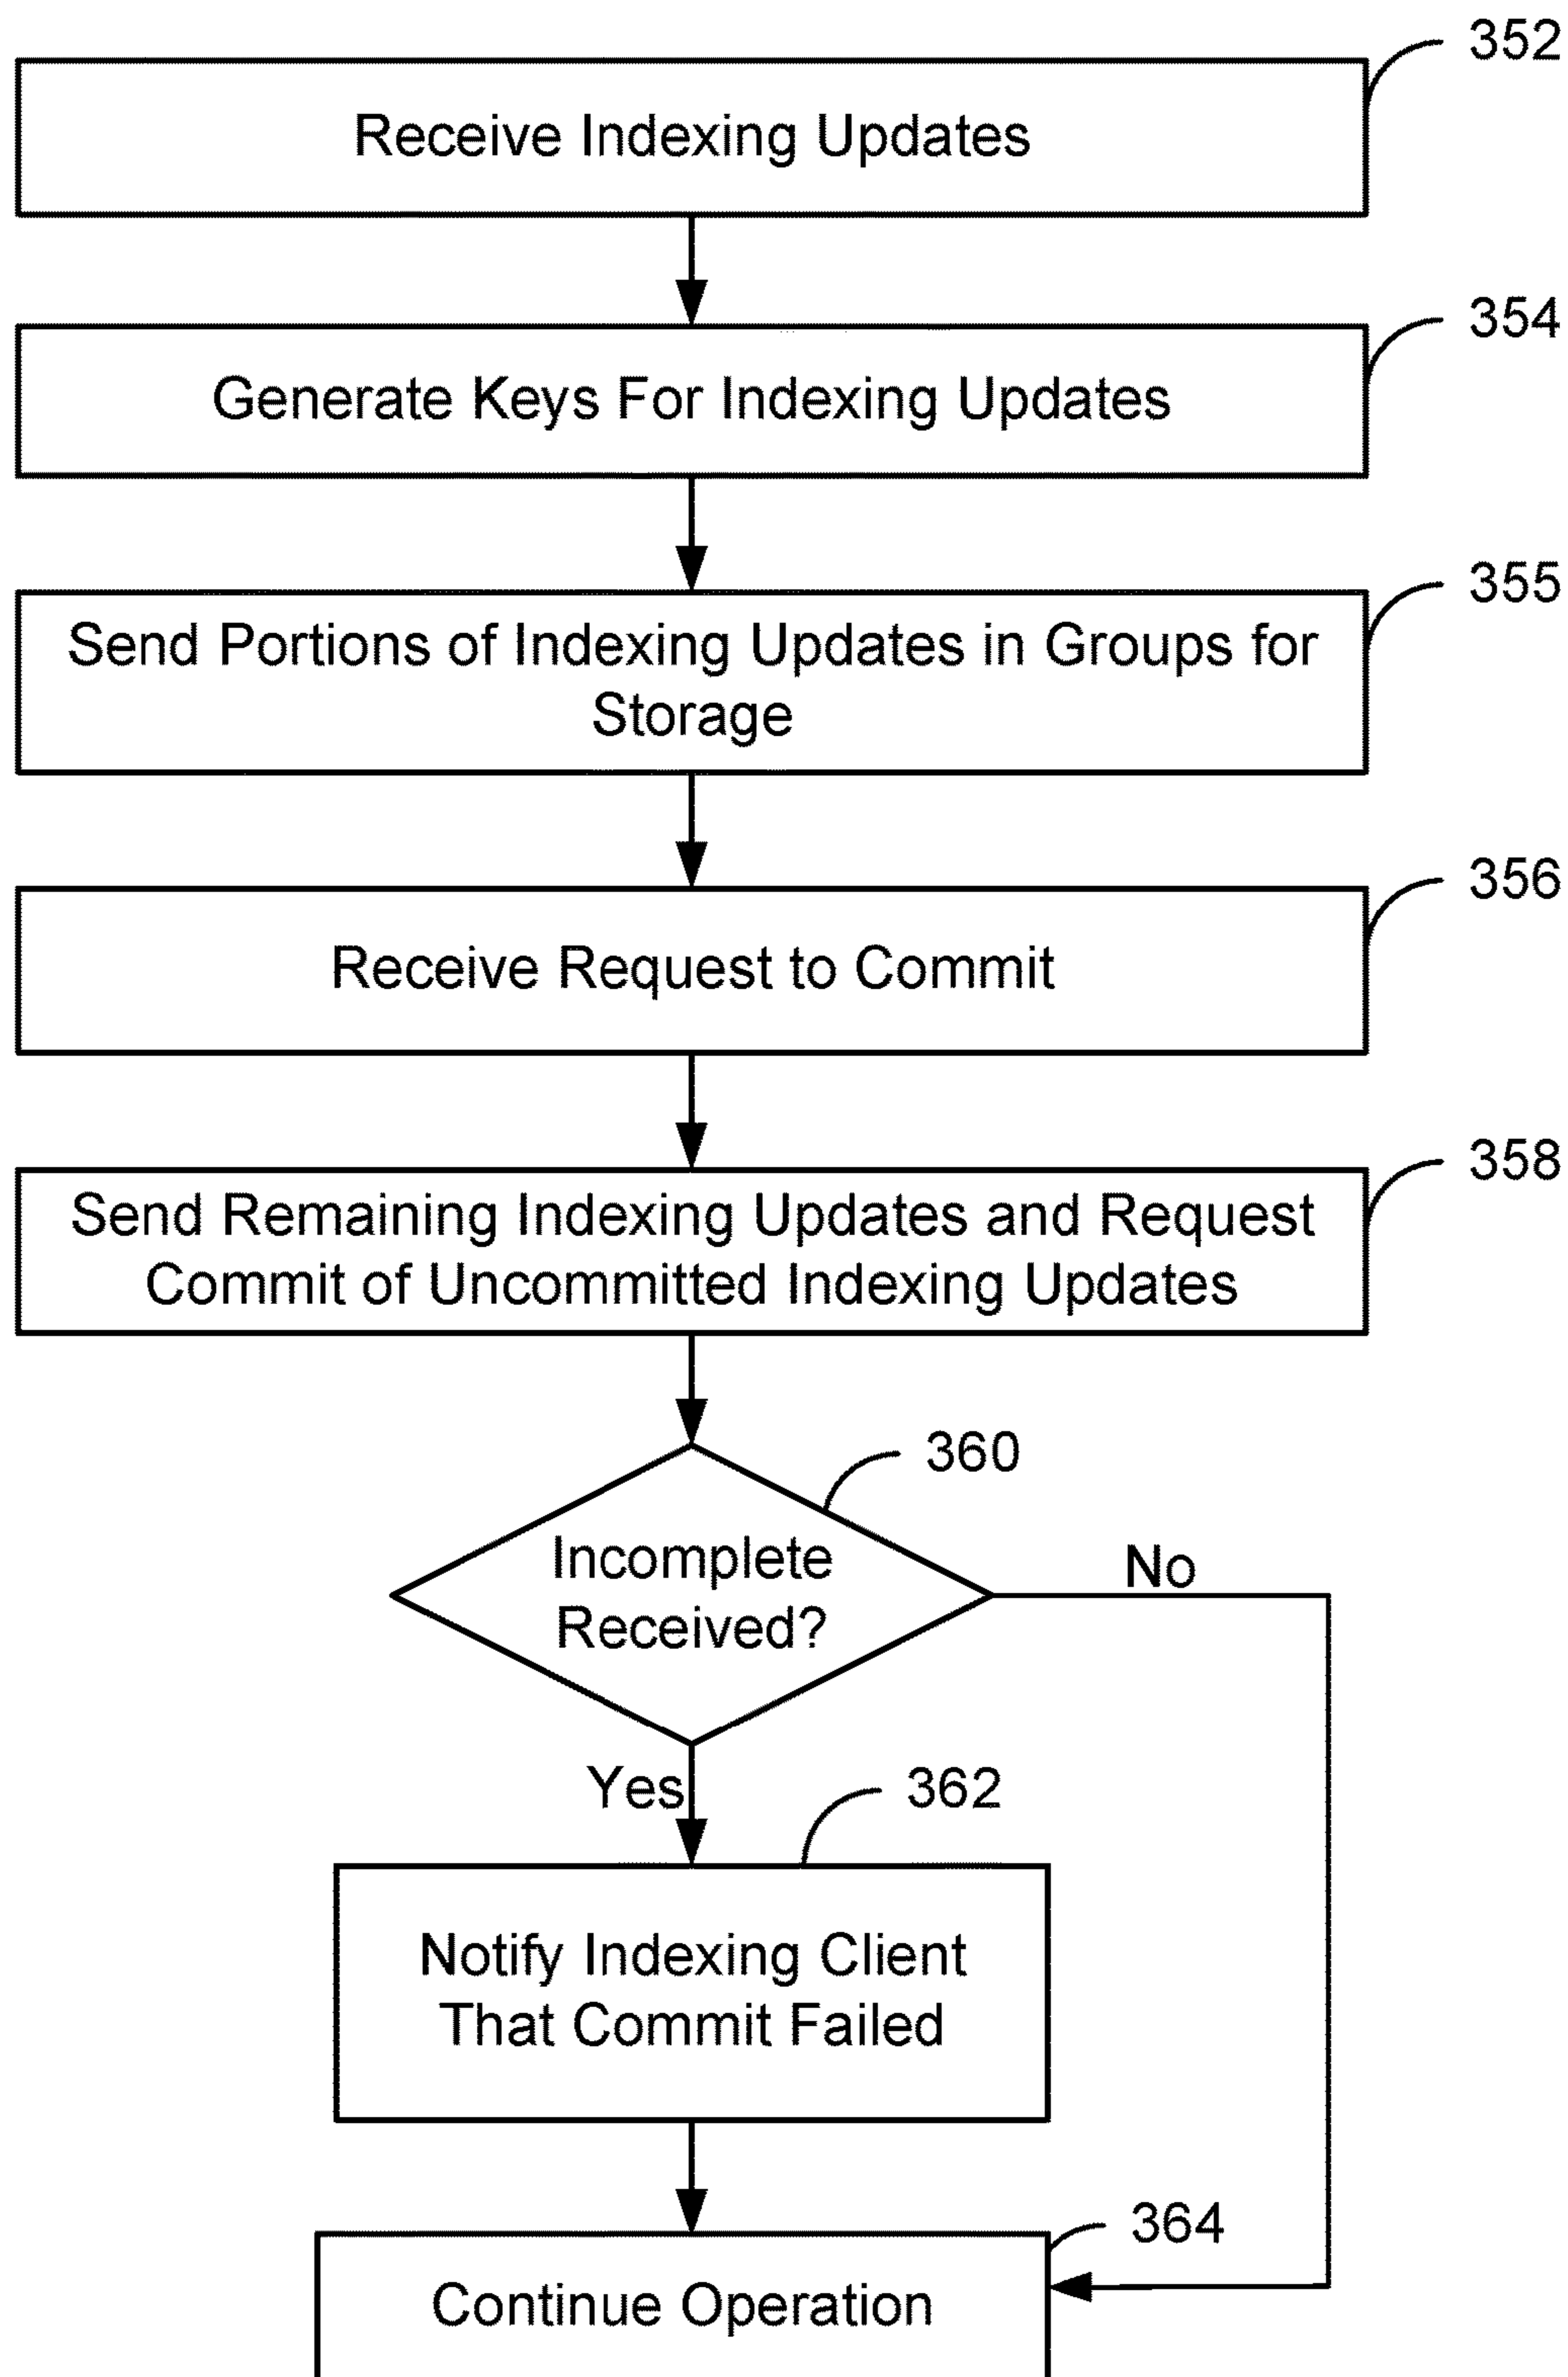 352
Receive Indexing Updates
354
Generate Keys For Indexing Updates
355
Send Portions of Indexing Updates in Groups for
Storage
356
Receive Request to Commit
358
Send Remaining Indexing Updates and Request
Commit of Uncommitted Indexing Updates
360
Incomplete
Received?
No
Yes
362
Notify Indexing Client
That Commit Failed
364
Continue Operation